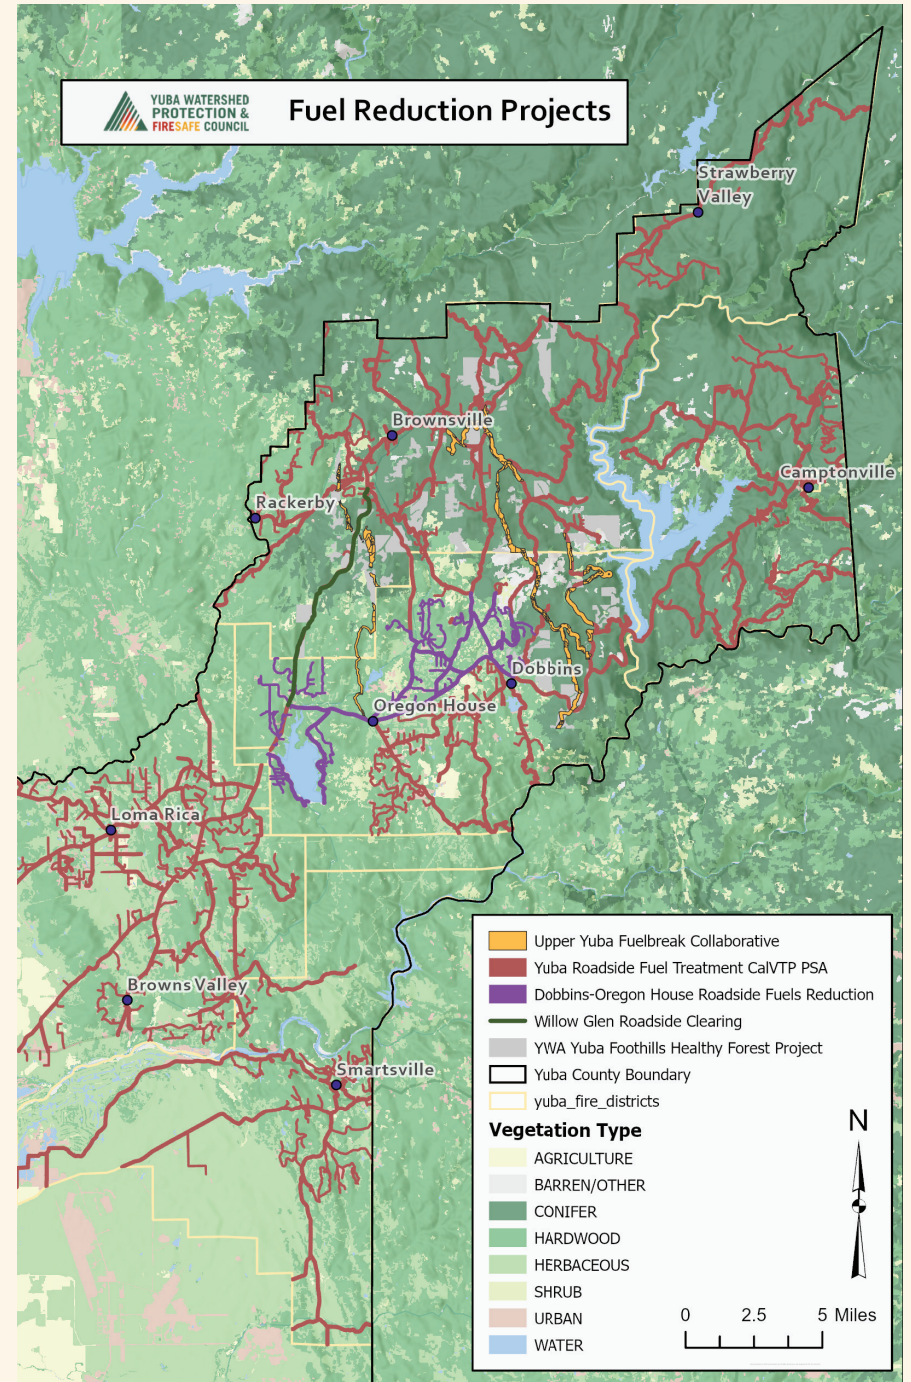 YUBA WATERSHED
PROTECTION &
FIRESAFE COUNCIL
Fuel Reduction Projects
Strawberry
Valley
Brownsville
Camptonville
Rackerby
Dobbins
Oregon House
Loma Rica
Browns Valley
Smartsville
Upper Yuba Fuelbreak Collaborative
Yuba Roadside Fuel Treatment CalVTP PSA
Dobbins-Oregon House Roadside Fuels Reduction
Willow Glen Roadside Clearing
YWA Yuba Foothills Healthy Forest Project
Yuba County Boundary
yuba_fire_districts
Vegetation Type
AGRICULTURE
BARREN/OTHER
CONIFER
HARDWOOD
HERBACEOUS
SHRUB
URBAN
WATER
N
0 2.5 5 Miles